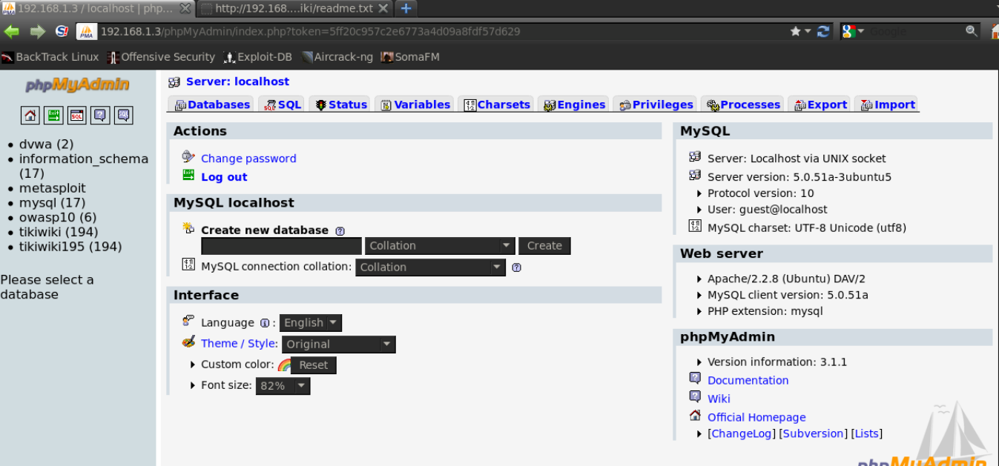 192.168.1.3 / localhost | php...
http://192.168....iki/readme.txt
192.168.1.3/phpMyAdmin/index.php?token=5ff20c957c2e6773a4d09a8fdf57d629
Google
BackTrack Linux Offensive Security Exploit-DB Aircrack-ng SomaFM
phpMyAdmin
dvwa (2)
information_schema
(17)
metasploit
mysql (17)
owasp10 (6)
tikiwiki (194)
tikiwiki195 (194)
Please select a
database
Server: localhost
Databases SQL Status Variables Charsets Engines Privileges Processes Export Import
Actions
Change password
Log out
MySQL localhost
Create new database
Collation Create
MySQL connection collation: Collation
Interface
Language : English
Theme / Style: Original
Custom color: Reset
Font size: 82%
MySQL
Server: Localhost via UNIX socket
Server version: 5.0.51a-3ubuntu5
Protocol version: 10
User: guest@localhost
MySQL charset: UTF-8 Unicode (utf8)
Web server
Apache/2.2.8 (Ubuntu) DAV/2
MySQL client version: 5.0.51a
PHP extension: mysql
phpMyAdmin
Version information: 3.1.1
Documentation
Wiki
Official Homepage
[ChangeLog] [Subversion] [Lists]
phpMyAdmin